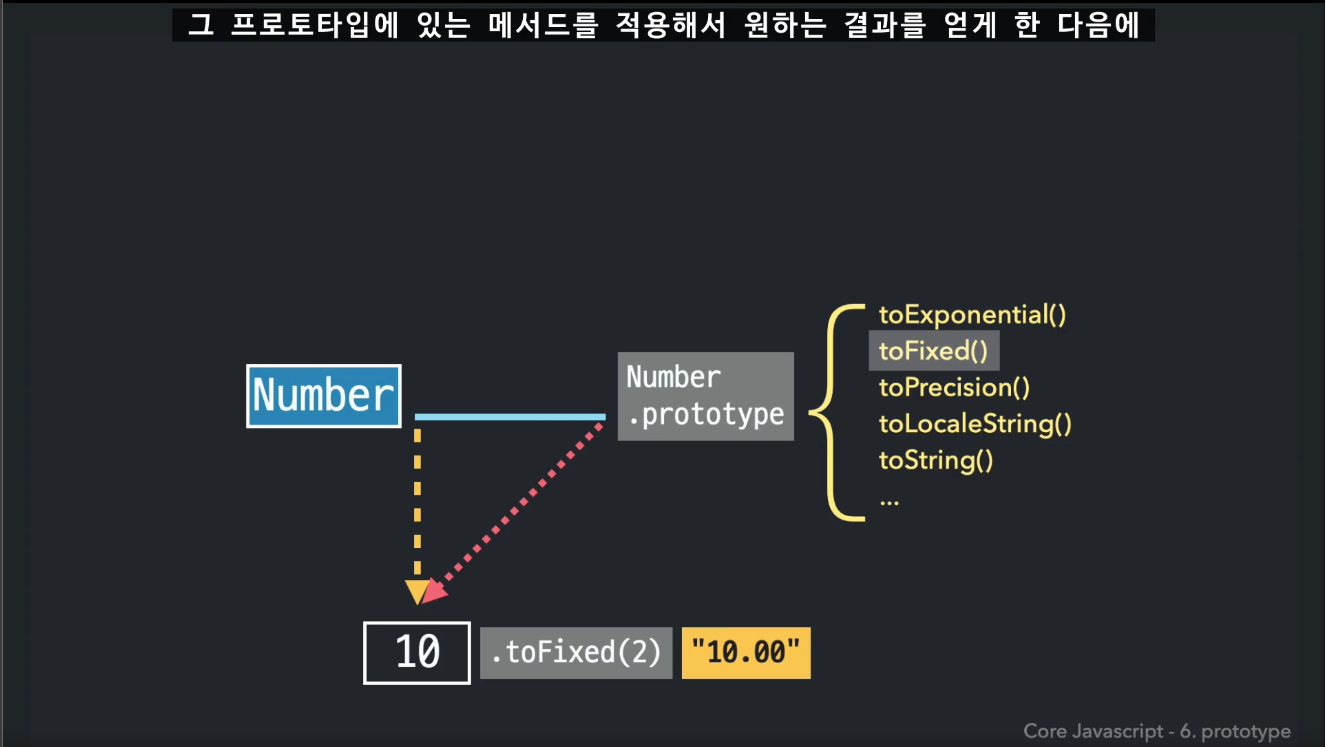 그 프로토타입에 있는 메서드를 적용해서 원하는 결과를 얻게 한 다음에
Number
Number
.prototype
toExponential()
toFixed()
toPrecision()
toLocaleString()
toString()
...
10 .toFixed(2) "10.00"
Core Javascript - 6. prototype